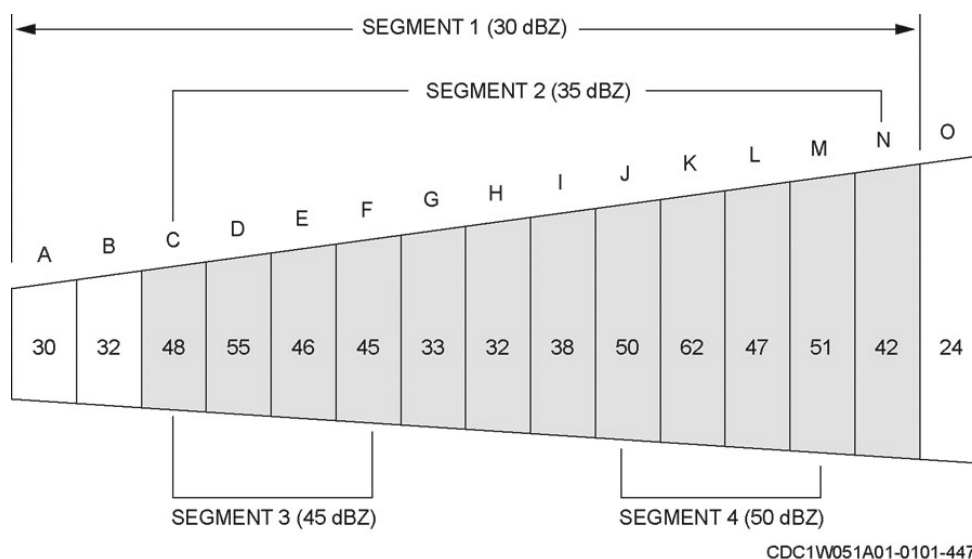 SEGMENT 1 (30 dBZ)
SEGMENT 2 (35 dBZ)
A B C D E F G H I J K L M N O
30 32 48 55 46 45 33 32 38 50 62 47 51 42 24
SEGMENT 3 (45 dBZ) SEGMENT 4 (50 dBZ)
CDC1W051A01-0101-447